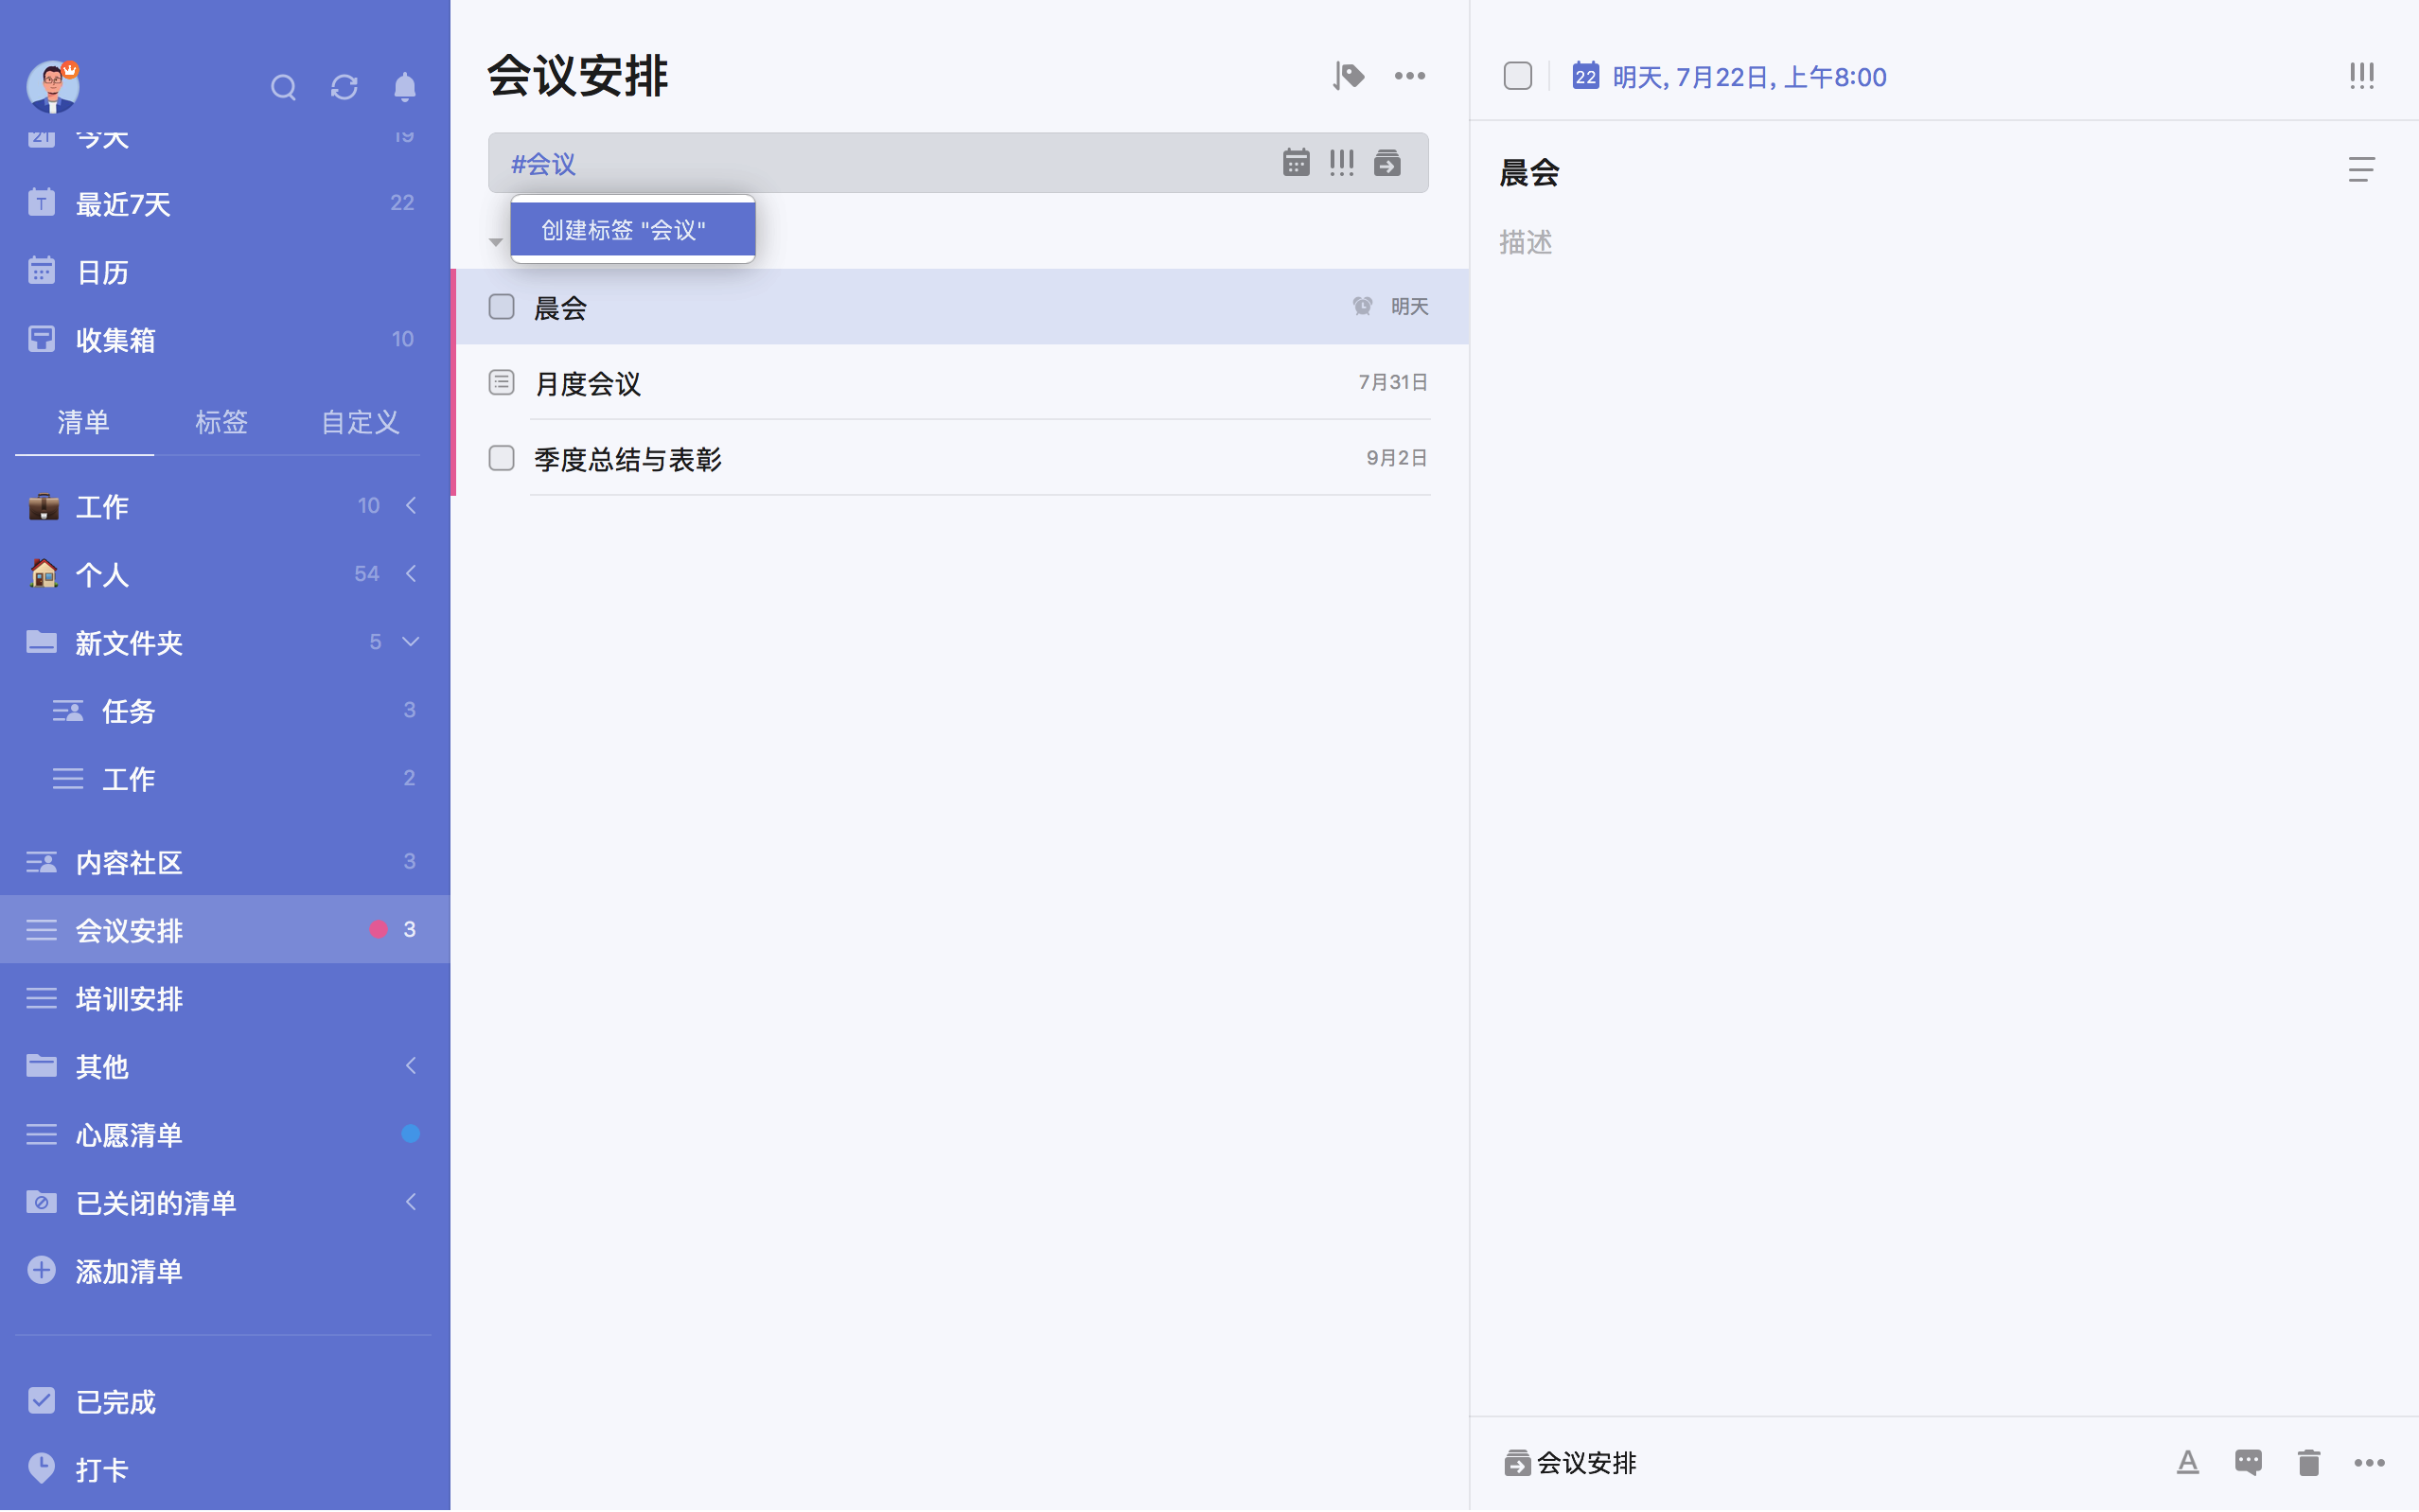 今天 19
最近7天 22
日历
收集箱 10
清单 标签 自定义
工作 10
个人 54
新文件夹 5
任务 3
工作 2
内容社区 3
会议安排 3
培训安排
其他
心愿清单
已关闭的清单
添加清单
已完成
打卡
会议安排
#会议
创建标签 "会议"
晨会 明天
月度会议 7月31日
季度总结与表彰 9月2日
22 明天, 7月22日, 上午8:00
晨会
描述
会议安排